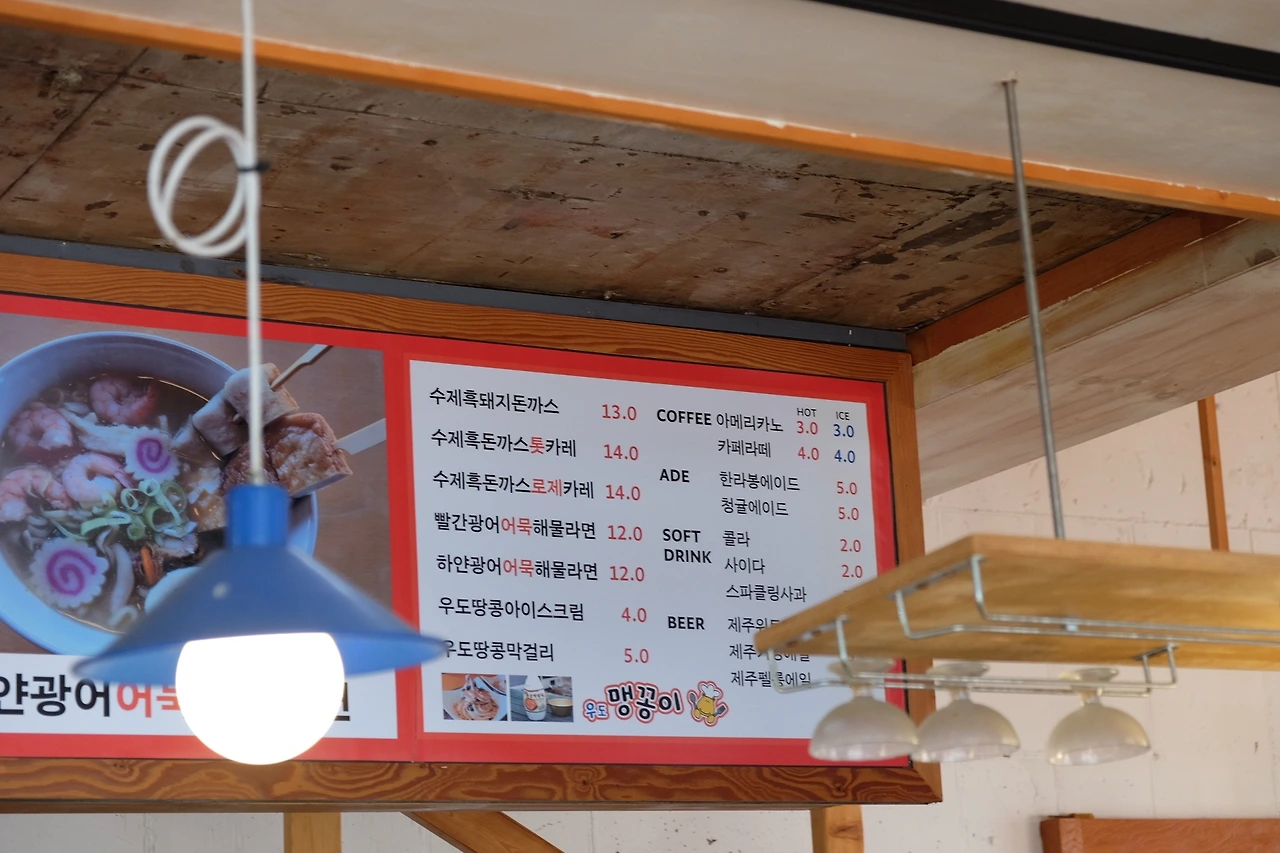 수제흑돼지돈까스 13.0
수제흑돈까스톳카레 14.0
수제흑돈까스로제카레 14.0
빨간광어어묵해물라면 12.0
하얀광어어묵해물라면 12.0
우도땅콩아이스크림 4.0
우도땅콩막걸리 5.0
우도 맹꽁이
HOT ICE
COFFEE 아메리카노 3.0 3.0
카페라떼 4.0 4.0
ADE 한라봉에이드 5.0
청귤에이드 5.0
SOFT DRINK 콜라 2.0
사이다 2.0
스파클링사과
BEER 제주위
제주
제주펠롱에일
얀광어어묵